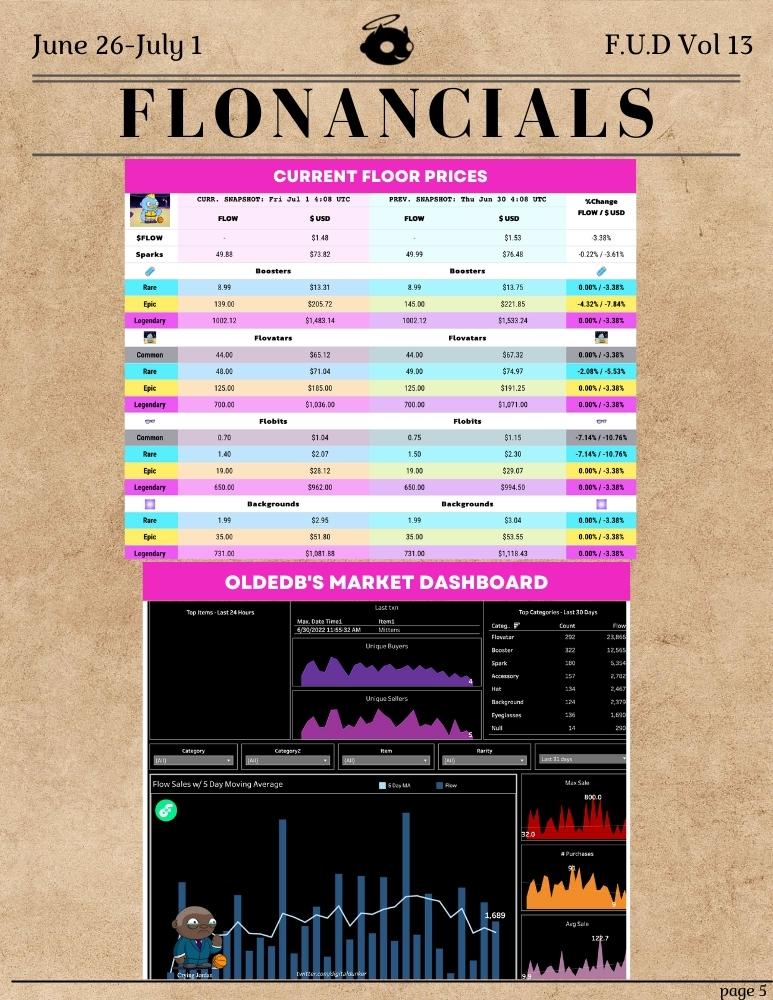 June 26-July 1
F.U.D Vol 13
FLONANCIALS
CURRENT FLOOR PRICES
CURR. SNAPSHOT: Fri Jul 1 4:08 UTC PREV. SNAPSHOT: Thu Jun 30 4:08 UTC %Change
FLOW $ USD FLOW $ USD FLOW / $ USD
$FLOW - $1.48 - $1.53 -3.38%
Sparks 49.88 $73.82 49.99 $76.48 -0.22% / -3.61%
Boosters Boosters
Rare 8.99 $13.31 8.99 $13.75 0.00% / -3.38%
Epic 139.00 $205.72 145.00 $221.85 -4.32% / -7.84%
Legendary 1002.12 $1,483.14 1002.12 $1,533.24 0.00% / -3.38%
Flovatars Flovatars
Common 44.00 $65.12 44.00 $67.32 0.00% / -3.38%
Rare 48.00 $71.04 49.00 $74.97 -2.08% / -5.53%
Epic 125.00 $185.00 125.00 $191.25 0.00% / -3.38%
Legendary 700.00 $1,036.00 700.00 $1,071.00 0.00% / -3.38%
Flobits Flobits
Common 0.70 $1.04 0.75 $1.15 -7.14% / -10.76%
Rare 1.40 $2.07 1.50 $2.30 -7.14% / -10.76%
Epic 19.00 $28.12 19.00 $29.07 0.00% / -3.38%
Legendary 650.00 $962.00 650.00 $994.50 0.00% / -3.38%
Backgrounds Backgrounds
Rare 1.99 $2.95 1.99 $3.04 0.00% / -3.38%
Epic 35.00 $51.80 35.00 $53.55 0.00% / -3.38%
Legendary 731.00 $1,081.88 731.00 $1,118.43 0.00% / -3.38%
OLDEDB'S MARKET DASHBOARD
Top Items - Last 24 Hours
Last txn
Max. Date Time1 Item1
6/30/2022 11:55:32 AM Mittens
Unique Buyers
4
Unique Sellers
5
Top Categories - Last 30 Days
Categ.. Count Flow
Flovatar 292 23,866
Booster 322 12,565
Spark 180 5,354
Accessory 157 2,782
Hat 134 2,467
Background 124 2,379
Eyeglasses 136 1,690
Null 14 290
Category Category2 Item Rarity
(All) (All) (All) (All) Last 31 days
Flow Sales w/ 5 Day Moving Average 5 Day MA Flow
1,689
Crying Jordan
twitter.com/digitaldunker
Max Sale
800.0
32.0
# Purchases
Avg Sale
122.7
9.9
page 5